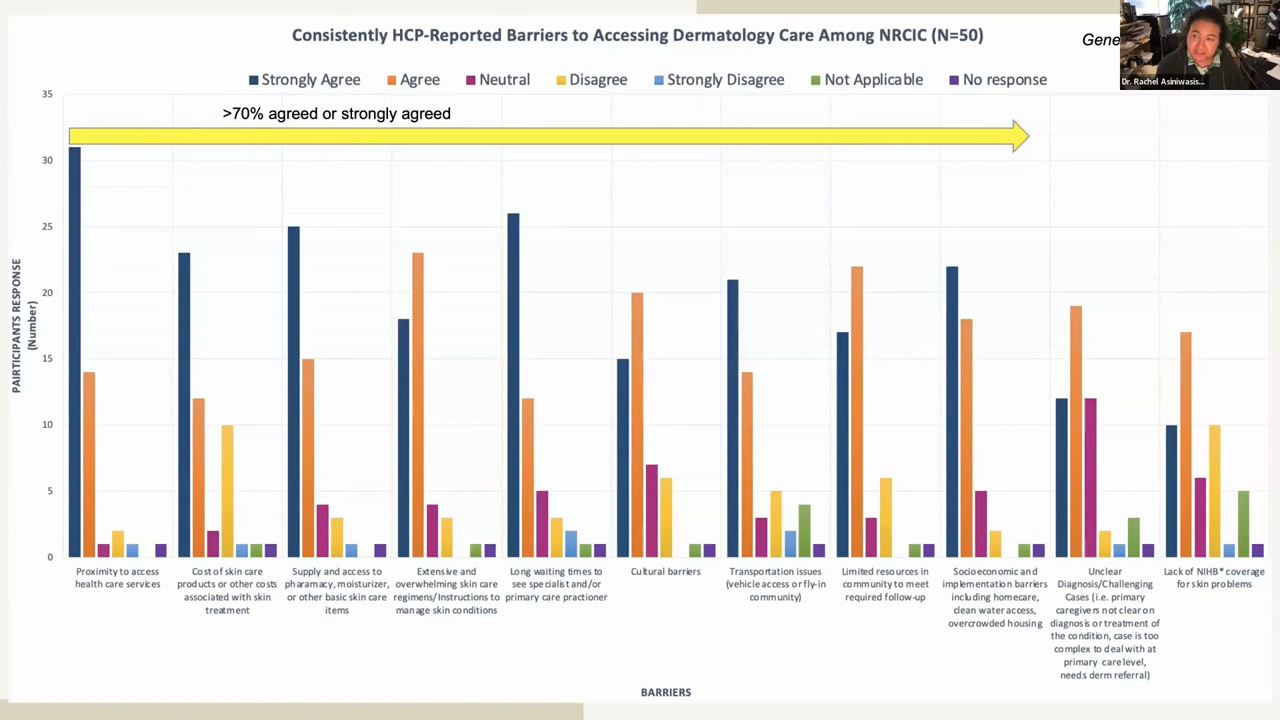 Consistently HCP-Reported Barriers to Accessing Dermatology Care Among NRCIC (N=50)
Gene
Dr. Rachel Asiniwasis...
Strongly Agree Agree Neutral Disagree Strongly Disagree Not Applicable No response
35
>70% agreed or strongly agreed
30
25
20
15
10
5
0
PAIRTICIPANTS RESPONSE
(Number)
Proximity to access
health care services
Cost of skin care
products or other costs
associated with skin
treatment
Supply and access to
pharamacy, moisturizer,
or other basic skin care
items
Extensive and
overwhelming skin care
regimens/Instructions to
manage skin conditions
Long waiting times to
see specialist and/or
primary care practioner
Cultural barriers
Transportation issues
(vehicle access or fly-in
community)
Limited resources in
community to meet
required follow-up
Socioeconomic and
implementation barriers
including homecare,
clean water access,
overcrowded housing
Unclear
Diagnosis/Challenging
Cases (i.e. primary
caregivers not clear on
diagnosis or treatment of
the condition, case is too
complex to deal with at
primary care level,
needs derm referral)
Lack of NIHB* coverage
for skin problems
BARRIERS